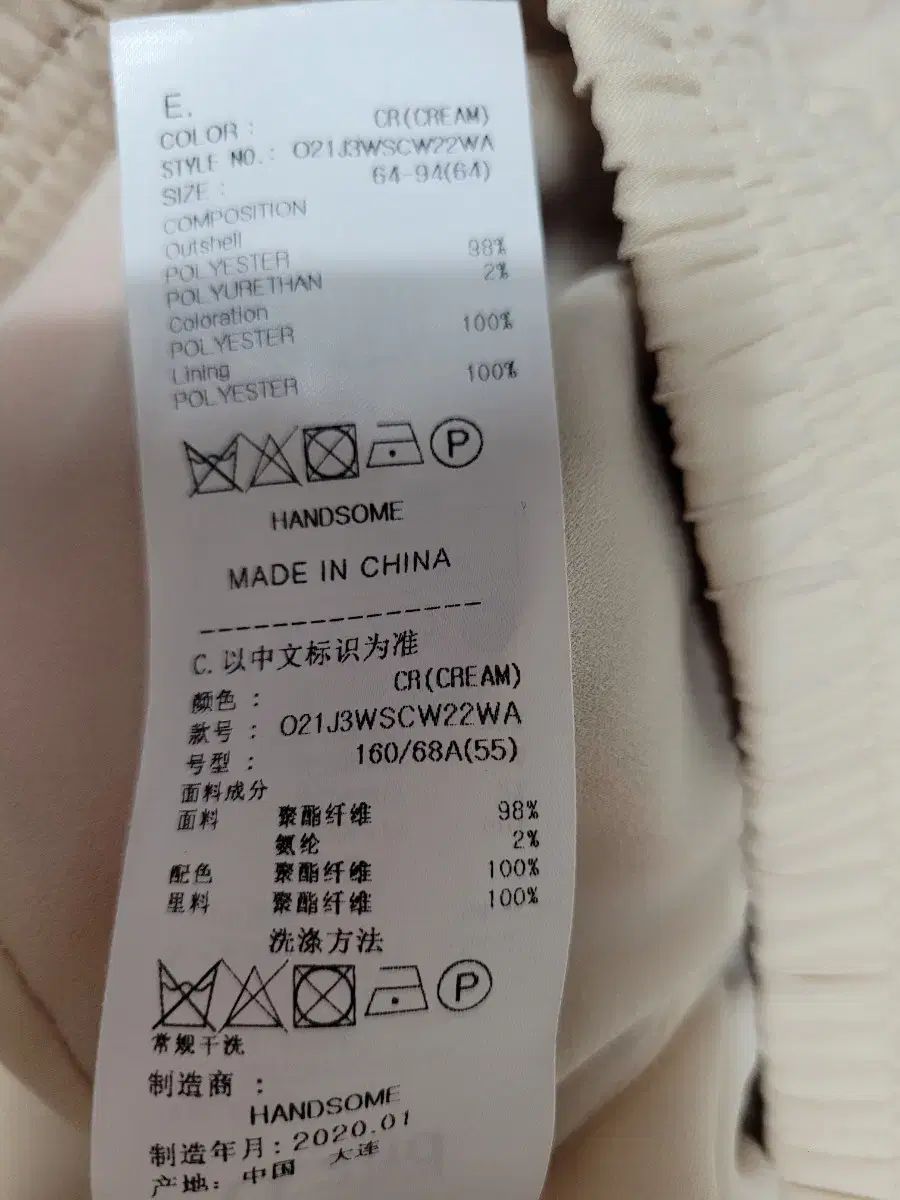 E.
COLOR : CR(CREAM)
STYLE NO.: O21J3WSCW22WA
SIZE : 64-94(64)
COMPOSITION
Outshell
POLYESTER 98%
POLYURETHAN 2%
Coloration
POLYESTER 100%
Lining
POLYESTER 100%
P
HANDSOME
MADE IN CHINA
---------------
C. 以中文标识为准
颜色 : CR(CREAM)
款号 : O21J3WSCW22WA
号型 : 160/68A(55)
面料成分
面料 聚酯纤维 98%
氨纶 2%
配色 聚酯纤维 100%
里料 聚酯纤维 100%
洗涤方法
P
常规干洗
制造商 :
HANDSOME
制造年月: 2020.01
产地: 中国 大连